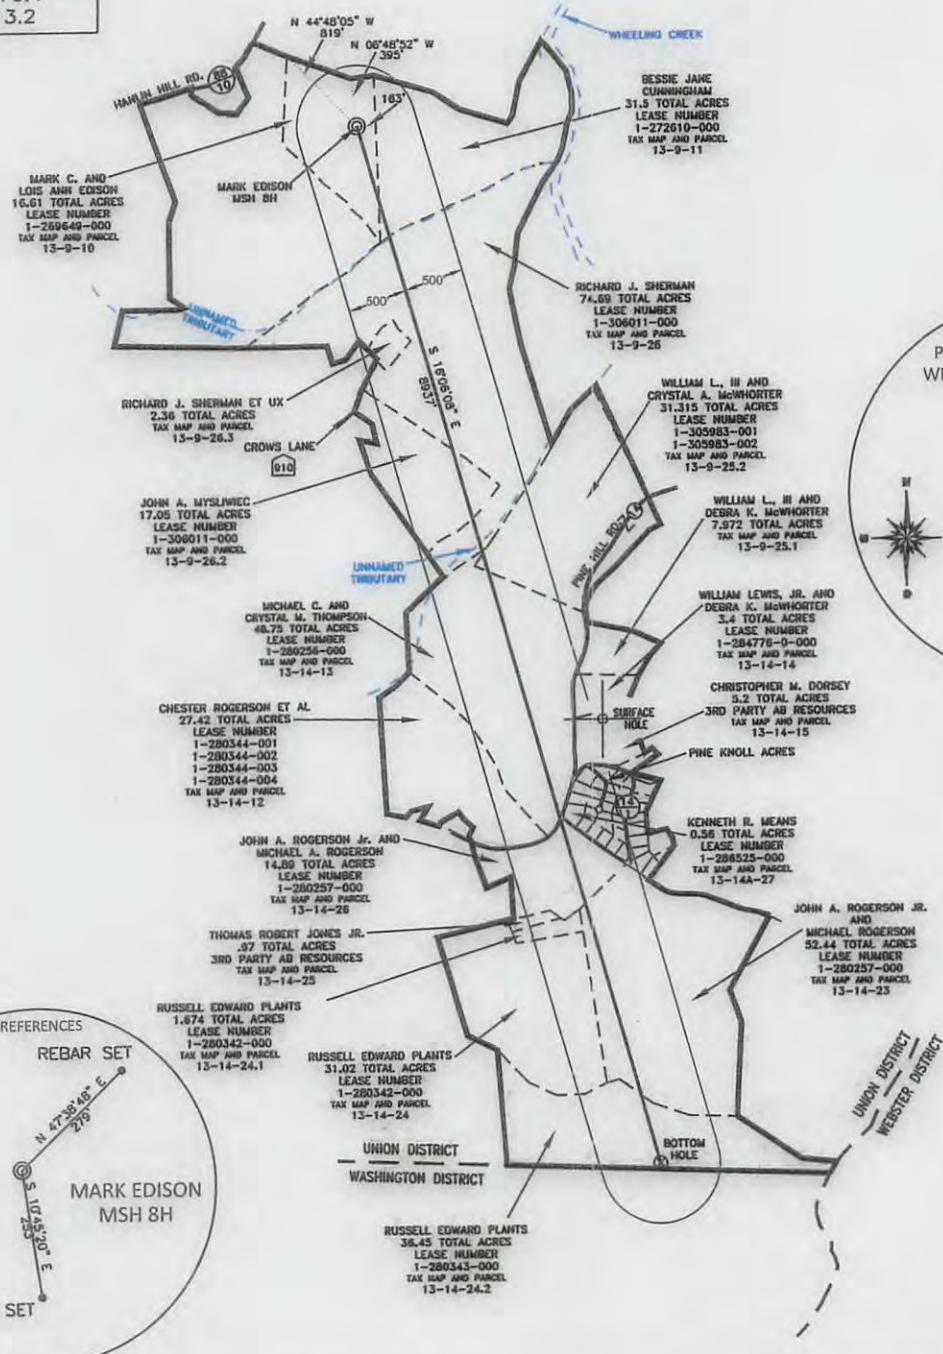 3.2
N 44°48'05" W
819'
N 06°48'52" W
395'
WHEELING CREEK
HANLIN HILL RD.
88
10
163'
BESSIE JANE
CUNNINGHAM
31.5 TOTAL ACRES
LEASE NUMBER
1-272610-000
TAX MAP AND PARCEL
13-9-11
MARK C. AND
LOIS ANN EDISON
16.61 TOTAL ACRES
LEASE NUMBER
1-269649-000
TAX MAP AND PARCEL
13-9-10
MARK EDISON
MSH 8H
RICHARD J. SHERMAN
74.69 TOTAL ACRES
LEASE NUMBER
1-306011-000
TAX MAP AND PARCEL
13-9-26
500'
500'
UNNAMED
TRIBUTARY
S 16°06'08" E
8937'
RICHARD J. SHERMAN ET UX
2.36 TOTAL ACRES
TAX MAP AND PARCEL
13-9-26.3
CROWS LANE
910
WILLIAM L., III AND
CRYSTAL A. McWHORTER
31.315 TOTAL ACRES
LEASE NUMBER
1-305983-001
1-305983-002
TAX MAP AND PARCEL
13-9-25.2
JOHN A. MYSLIWIEC
17.05 TOTAL ACRES
LEASE NUMBER
1-306011-000
TAX MAP AND PARCEL
13-9-26.2
PINE HILL RD.
WILLIAM L., III AND
DEBRA K. McWHORTER
7.972 TOTAL ACRES
TAX MAP AND PARCEL
13-9-25.1
UNNAMED
TRIBUTARY
MICHAEL C. AND
CRYSTAL M. THOMPSON
48.75 TOTAL ACRES
LEASE NUMBER
1-280256-000
TAX MAP AND PARCEL
13-14-13
WILLIAM LEWIS, JR. AND
DEBRA K. McWHORTER
3.4 TOTAL ACRES
LEASE NUMBER
1-284776-0-000
TAX MAP AND PARCEL
13-14-14
CHRISTOPHER M. DORSEY
5.2 TOTAL ACRES
3RD PARTY AB RESOURCES
TAX MAP AND PARCEL
13-14-15
SURFACE
HOLE
PINE KNOLL ACRES
CHESTER ROGERSON ET AL
27.42 TOTAL ACRES
LEASE NUMBER
1-280344-001
1-280344-002
1-280344-003
1-280344-004
TAX MAP AND PARCEL
13-14-12
14
KENNETH R. MEANS
0.56 TOTAL ACRES
LEASE NUMBER
1-286525-000
TAX MAP AND PARCEL
13-14A-27
JOHN A. ROGERSON Jr. AND
MICHAEL A. ROGERSON
14.89 TOTAL ACRES
LEASE NUMBER
1-280257-000
TAX MAP AND PARCEL
13-14-26
JOHN A. ROGERSON JR.
AND
MICHAEL ROGERSON
52.44 TOTAL ACRES
LEASE NUMBER
1-280257-000
TAX MAP AND PARCEL
13-14-23
THOMAS ROBERT JONES JR.
.97 TOTAL ACRES
3RD PARTY AB RESOURCES
TAX MAP AND PARCEL
13-14-25
RUSSELL EDWARD PLANTS
1.674 TOTAL ACRES
LEASE NUMBER
1-280342-000
TAX MAP AND PARCEL
13-14-24.1
RUSSELL EDWARD PLANTS
31.02 TOTAL ACRES
LEASE NUMBER
1-280342-000
TAX MAP AND PARCEL
13-14-24
UNION DISTRICT
WEBSTER DISTRICT
UNION DISTRICT
WASHINGTON DISTRICT
BOTTOM
HOLE
RUSSELL EDWARD PLANTS
36.45 TOTAL ACRES
LEASE NUMBER
1-280343-000
TAX MAP AND PARCEL
13-14-24.2
REFERENCES
REBAR SET
N 47°38'48" E
279'
MARK EDISON
MSH 8H
S 10°45'20" E
253'
SET